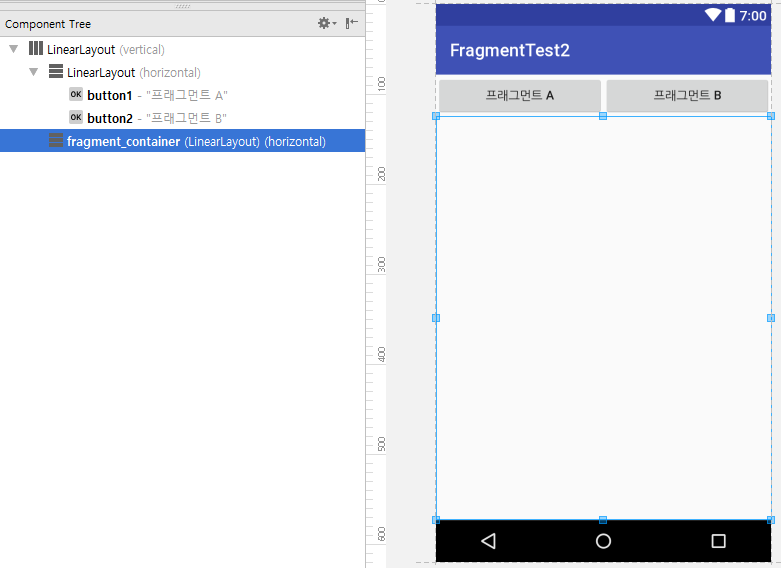 Component Tree
LinearLayout (vertical)
LinearLayout (horizontal)
OK button1 - "프래그먼트 A"
OK button2 - "프래그먼트 B"
fragment_container (LinearLayout) (horizontal)
0
100
200
300
400
500
600
7:00
FragmentTest2
프래그먼트 A
프래그먼트 B